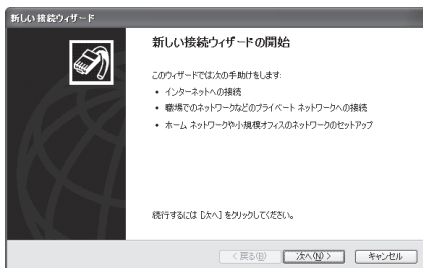 新しい接続ウィザード
新しい接続ウィザードの開始
このウィザードでは次の手助けをします:
• インターネットへの接続
• 職場でのネットワークなどのプライベート ネットワークへの接続
• ホーム ネットワークや小規模オフィスのネットワークのセットアップ
続行するには [次へ] をクリックしてください。
< 戻る(B) 次へ(N) > キャンセル